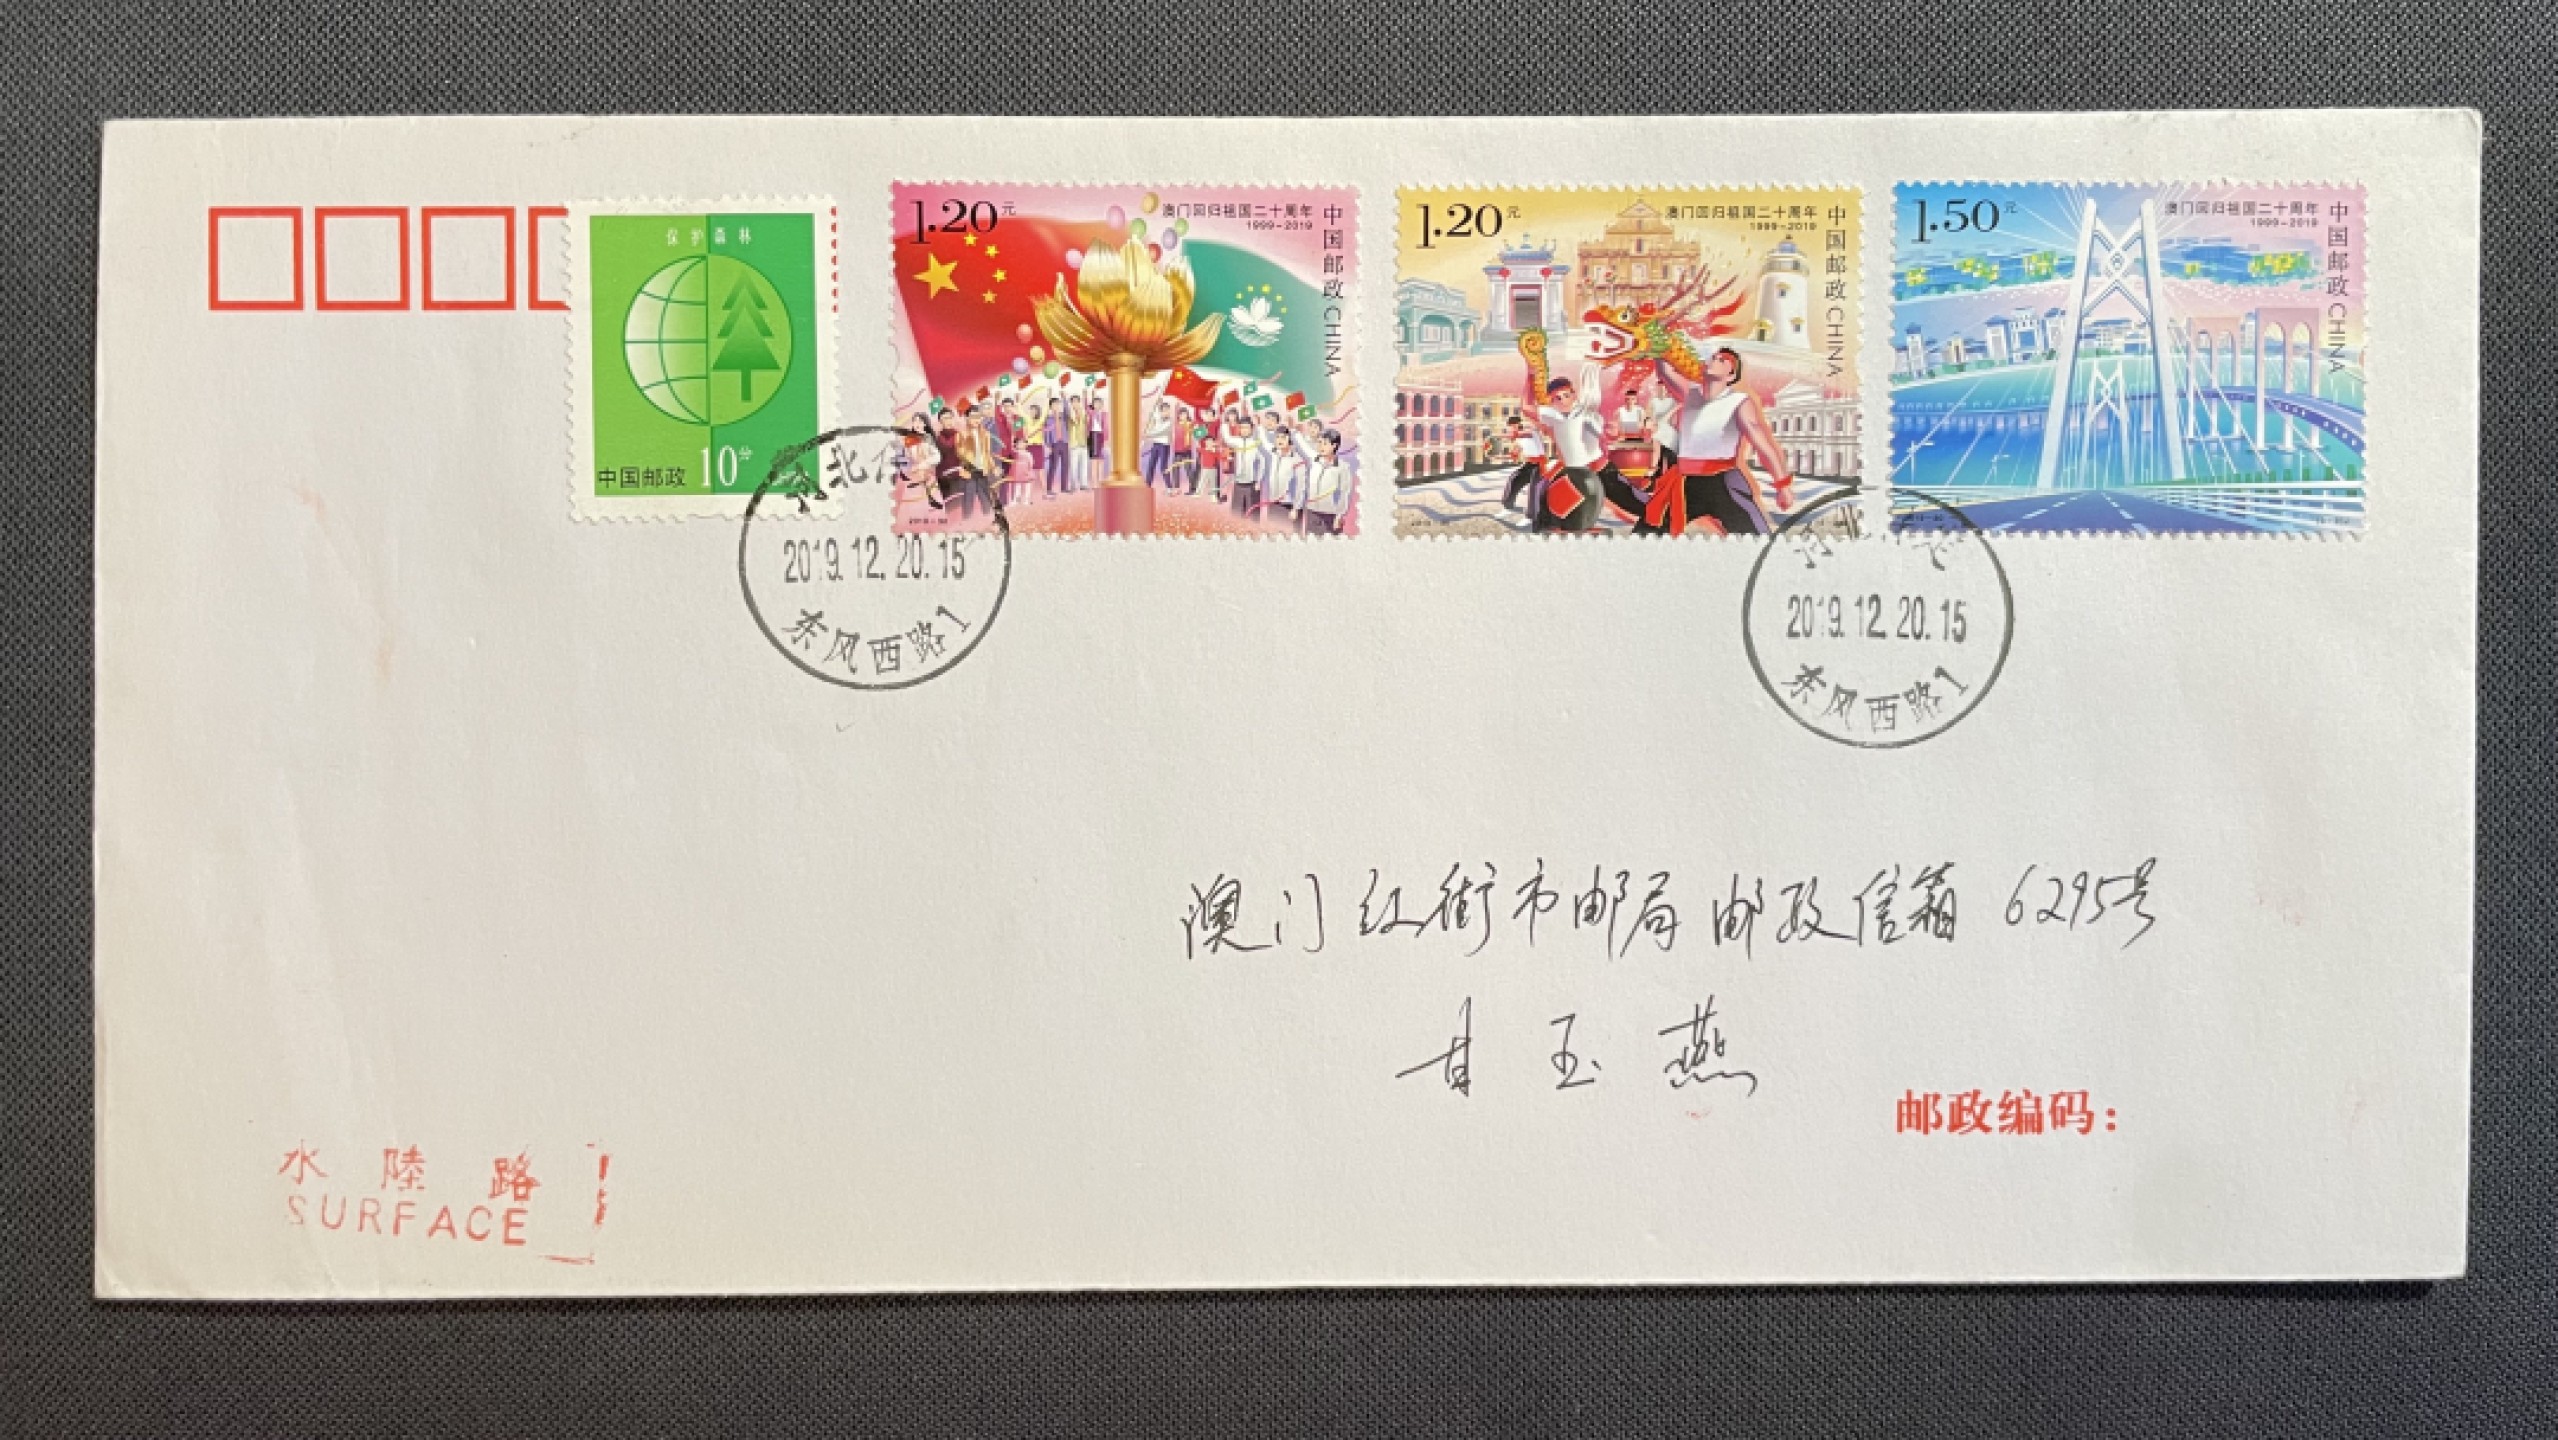 保护森林
中国邮政 10分
1.20元
澳门回归祖国二十周年
1999-2019
中国邮政 CHINA
1.20元
澳门回归祖国二十周年
1999-2019
中国邮政 CHINA
1.50元
澳门回归祖国二十周年
1999-2019
中国邮政 CHINA
河北保
2019.12.20.15
东风西路1
河北
2019.12.20.15
东风西路1
澳门红街市邮局邮政信箱 6295号
甘玉燕
邮政编码：
水陸路
SURFACE